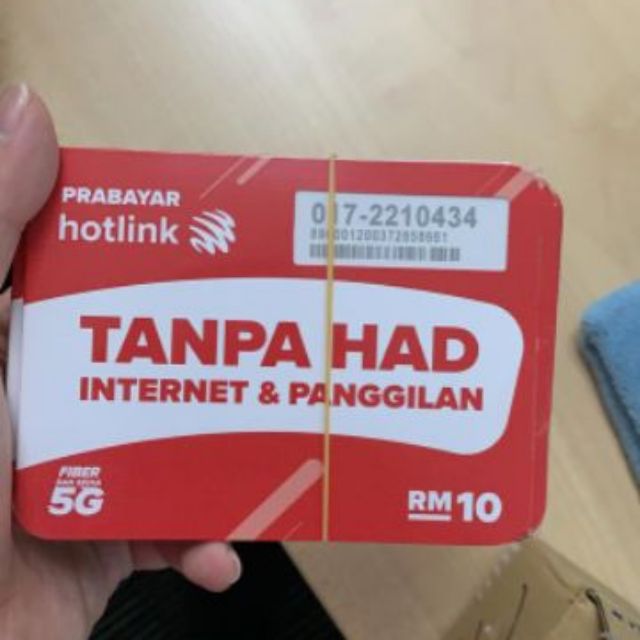 PRABAYAR
hotlink
017-2210434
TANPA HAD
INTERNET & PANGGILAN
FIBER
5G
RM10